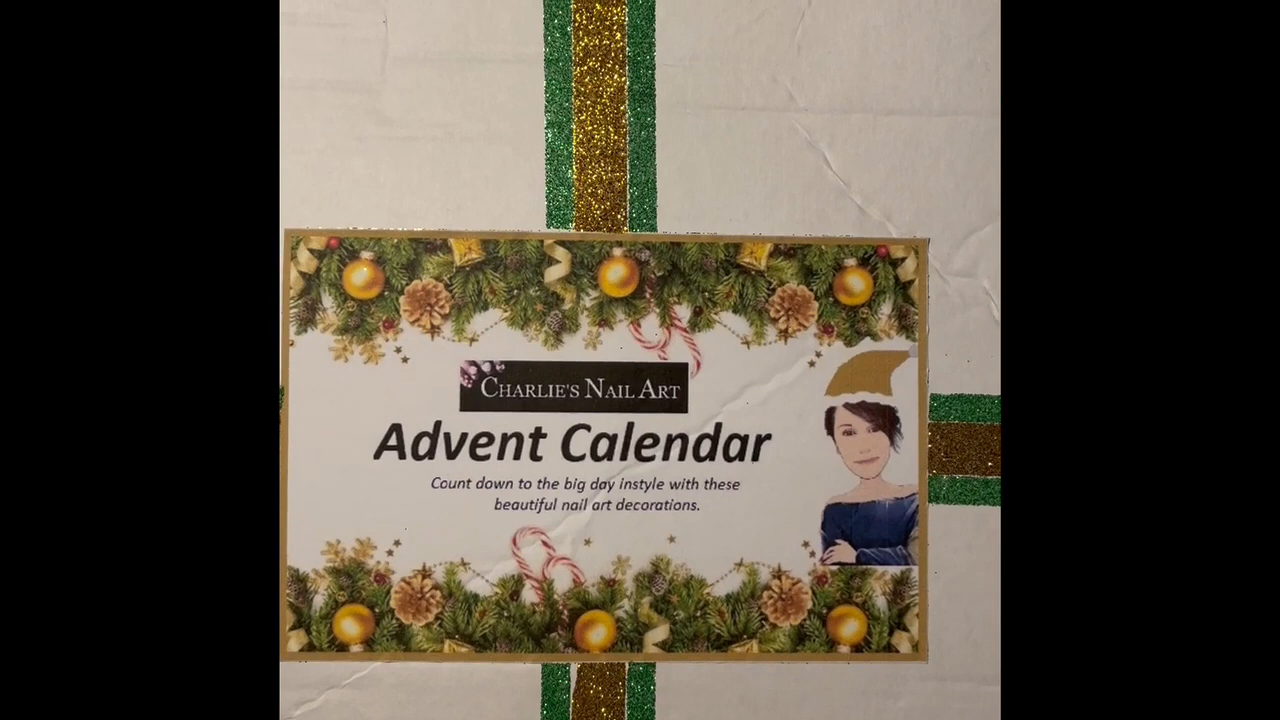 CHARLIE'S NAIL ART
Advent Calendar
Count down to the big day instyle with these
beautiful nail art decorations.